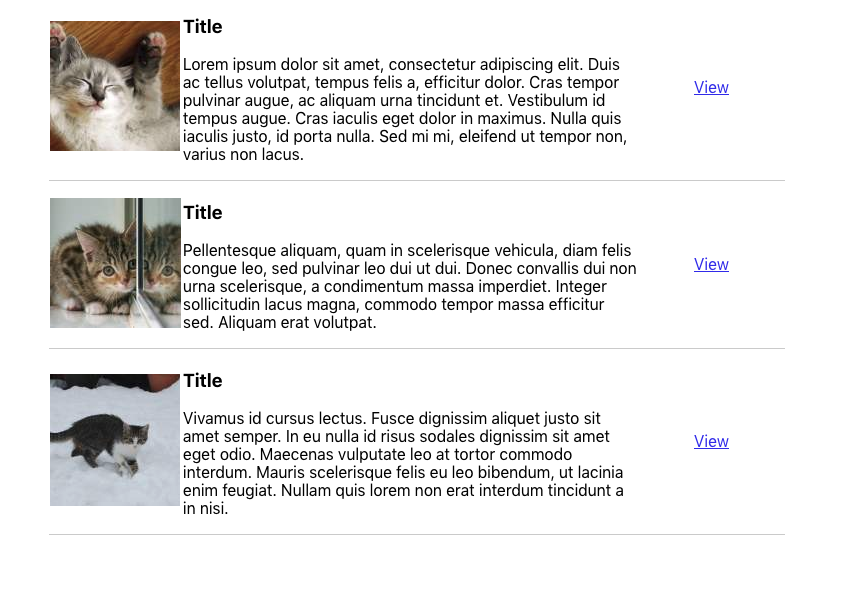 Title
Lorem ipsum dolor sit amet, consectetur adipiscing elit. Duis
ac tellus volutpat, tempus felis a, efficitur dolor. Cras tempor
pulvinar augue, ac aliquam urna tincidunt et. Vestibulum id
tempus augue. Cras iaculis eget dolor in maximus. Nulla quis
iaculis justo, id porta nulla. Sed mi mi, eleifend ut tempor non,
varius non lacus.
View
Title
Pellentesque aliquam, quam in scelerisque vehicula, diam felis
congue leo, sed pulvinar leo dui ut dui. Donec convallis dui non
urna scelerisque, a condimentum massa imperdiet. Integer
sollicitudin lacus magna, commodo tempor massa efficitur
sed. Aliquam erat volutpat.
View
Title
Vivamus id cursus lectus. Fusce dignissim aliquet justo sit
amet semper. In eu nulla id risus sodales dignissim sit amet
eget odio. Maecenas vulputate leo at tortor commodo
interdum. Mauris scelerisque felis eu leo bibendum, ut lacinia
enim feugiat. Nullam quis lorem non erat interdum tincidunt a
in nisi.
View